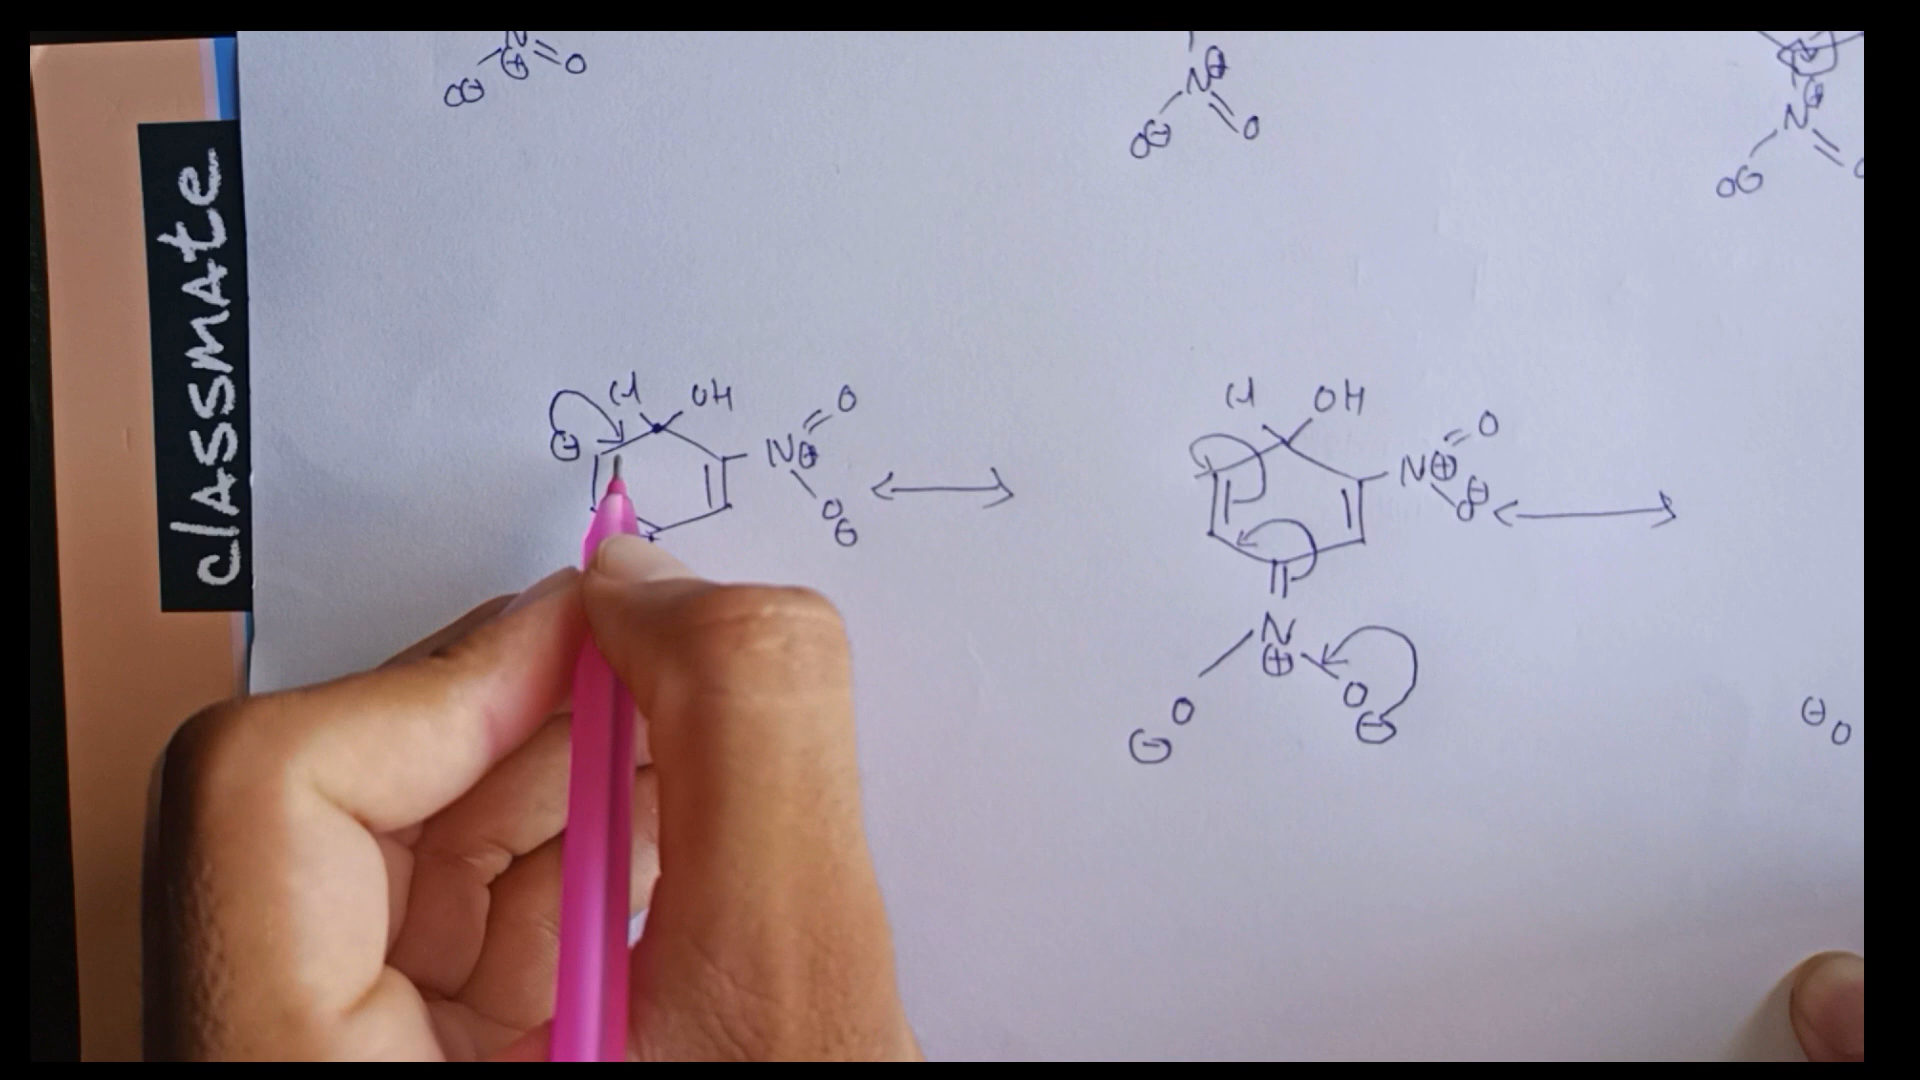 classmate
N⊕ O
O⊖
N⊕
O⊖ O
N⊕
O⊖ O
Cl OH O
⊖ N⊕
O
⊖
Cl OH O
N⊕
O⊖
N
⊕
O O
⊖ ⊖
⊖O